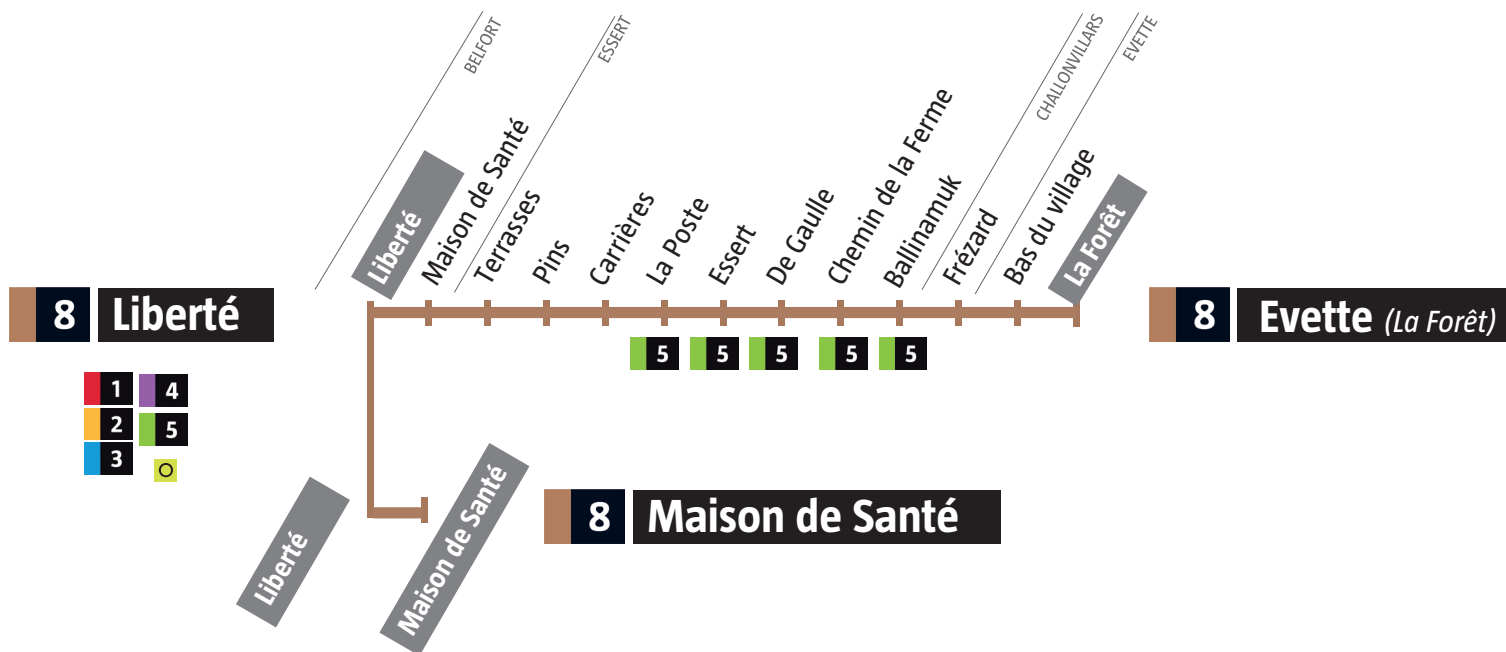 BELFORT
ESSERT
CHALLONVILLARS
EVETTE
Liberté
Maison de Santé
Terrasses
Pins
Carrières
La Poste
Essert
De Gaulle
Chemin de la Ferme
Ballinamuk
Frézard
Bas du village
La Forêt
8 Liberté
8 Evette (La Forêt)
5 5 5 5 5
1 4
2 5
3 O
Liberté
Maison de Santé
8 Maison de Santé